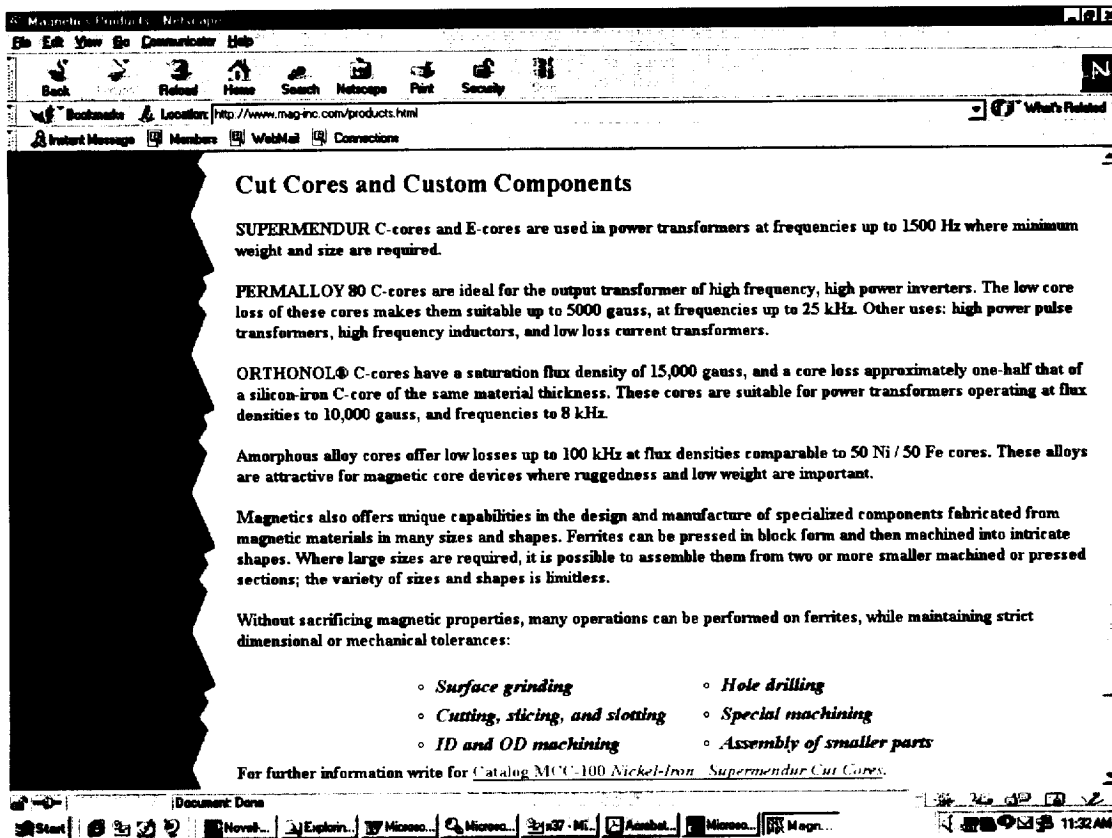 Magnetics Products - Netscape
File Edit View Go Communicator Help
Back Reload Home Search Netscape Print Security
Bookmarks Location: http://www.mag-inc.com/products.html What's Related
Instant Message Members WebMail Connections
Cut Cores and Custom Components
SUPERMENDUR C-cores and E-cores are used in power transformers at frequencies up to 1500 Hz where minimum
weight and size are required.
PERMALLOY 80 C-cores are ideal for the output transformer of high frequency, high power inverters. The low core
loss of these cores makes them suitable up to 5000 gauss, at frequencies up to 25 kHz. Other uses: high power pulse
transformers, high frequency inductors, and low loss current transformers.
ORTHONOL® C-cores have a saturation flux density of 15,000 gauss, and a core loss approximately one-half that of
a silicon-iron C-core of the same material thickness. These cores are suitable for power transformers operating at flux
densities to 10,000 gauss, and frequencies to 8 kHz.
Amorphous alloy cores offer low losses up to 100 kHz at flux densities comparable to 50 Ni / 50 Fe cores. These alloys
are attractive for magnetic core devices where ruggedness and low weight are important.
Magnetics also offers unique capabilities in the design and manufacture of specialized components fabricated from
magnetic materials in many sizes and shapes. Ferrites can be pressed in block form and then machined into intricate
shapes. Where large sizes are required, it is possible to assemble them from two or more smaller machined or pressed
sections; the variety of sizes and shapes is limitless.
Without sacrificing magnetic properties, many operations can be performed on ferrites, while maintaining strict
dimensional or mechanical tolerances:
◦ Surface grinding ◦ Hole drilling
◦ Cutting, slicing, and slotting ◦ Special machining
◦ ID and OD machining ◦ Assembly of smaller parts
For further information write for Catalog MCC-100 Nickel-Iron Supermendur Cut Cores.
Document: Done
Start Novell... Explorin... Microso... Microso... n37 - Mi... Acrobat... Microso... Magn... 11:32 AM